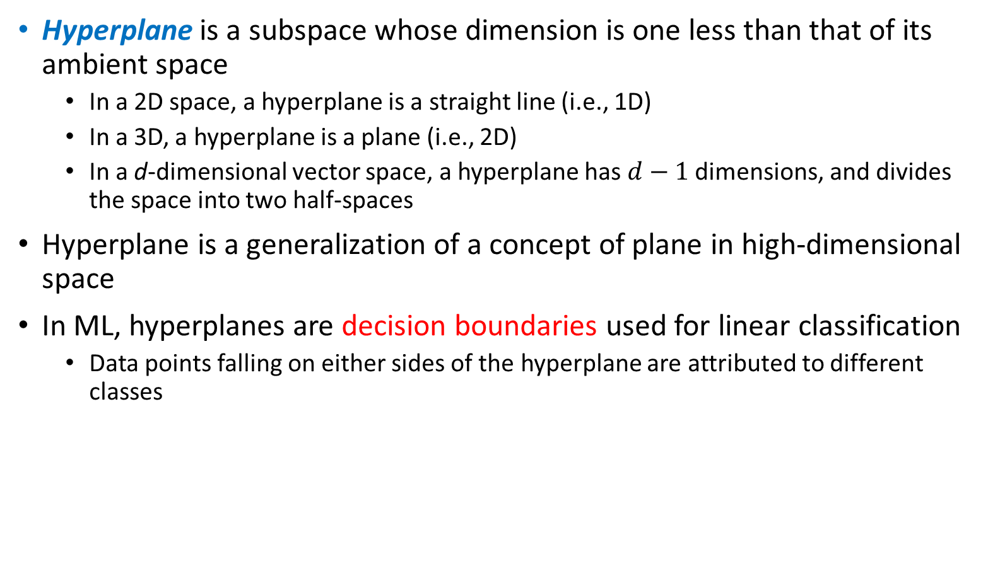 • Hyperplane is a subspace whose dimension is one less than that of its
ambient space
• In a 2D space, a hyperplane is a straight line (i.e., 1D)
• In a 3D, a hyperplane is a plane (i.e., 2D)
• In a d-dimensional vector space, a hyperplane has d − 1 dimensions, and divides
the space into two half-spaces
• Hyperplane is a generalization of a concept of plane in high-dimensional
space
• In ML, hyperplanes are decision boundaries used for linear classification
• Data points falling on either sides of the hyperplane are attributed to different
classes